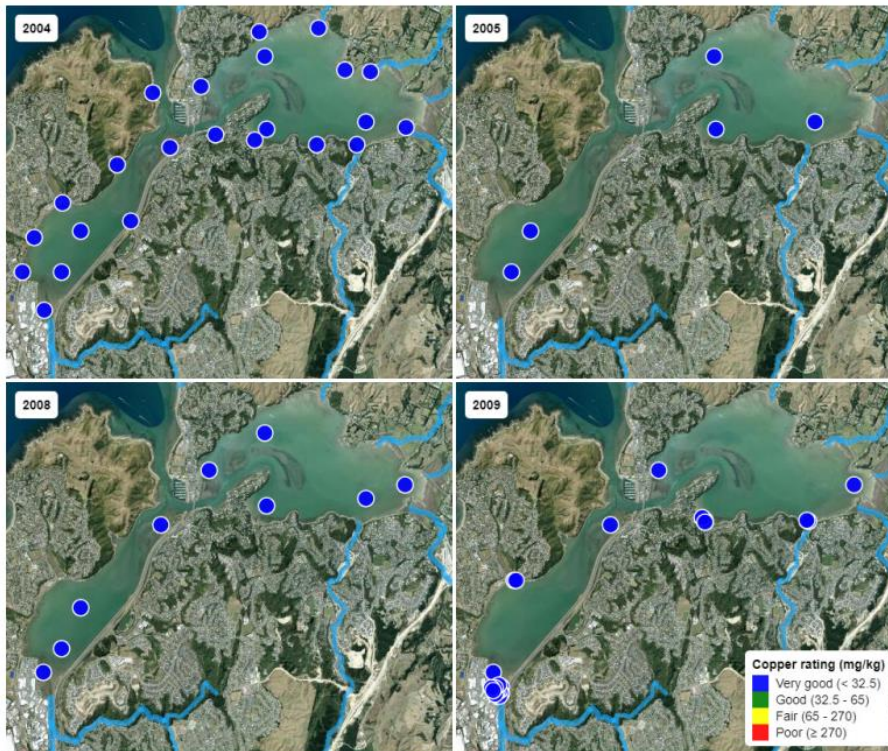 2004
2005
2008
2009
Copper rating (mg/kg)
Very good (< 32.5)
Good (32.5 - 65)
Fair (65 - 270)
Poor (≥ 270)